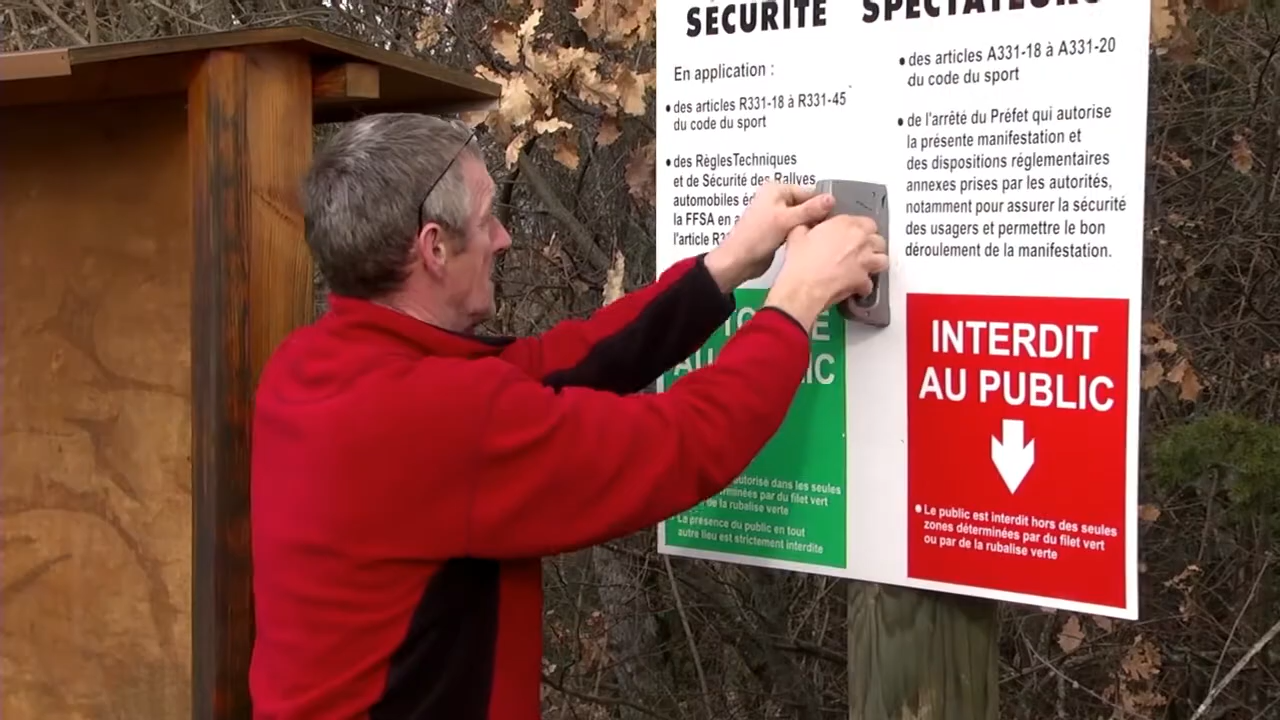 SÉCURITÉ SPECTATEURS
En application :
• des articles R331-18 à R331-45
du code du sport
• des Règles Techniques
et de Sécurité des Rallyes
automobiles
la FFSA en
l'article
• des articles A331-18 à A331-20
du code du sport
• de l'arrêté du Préfet qui autorise
la présente manifestation et
des dispositions réglementaires
annexes prises par les autorités,
notamment pour assurer la sécurité
des usagers et permettre le bon
déroulement de la manifestation.
AU
autorisé dans les seules
par du filet vert
de la rubalise verte
La présence du public en tout
autre lieu est strictement interdite
INTERDIT
AU PUBLIC
• Le public est interdit hors des seules
zones déterminées par du filet vert
ou par de la rubalise verte